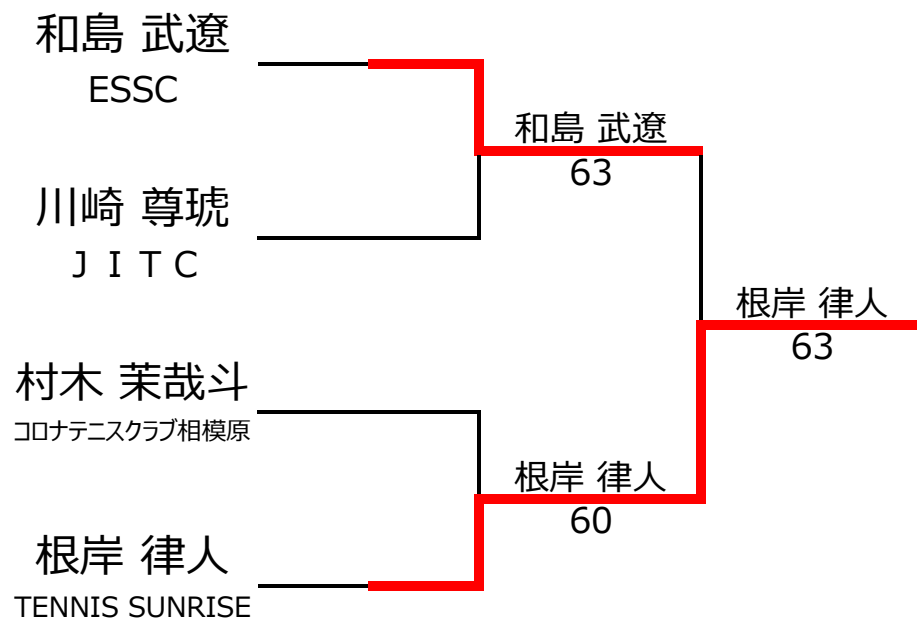 和島 武遼
ESSC
和島 武遼
63
川崎 尊琥
ＪＩＴＣ
根岸 律人
63
村木 茉哉斗
コロナテニスクラブ相模原
根岸 律人
60
根岸 律人
TENNIS SUNRISE